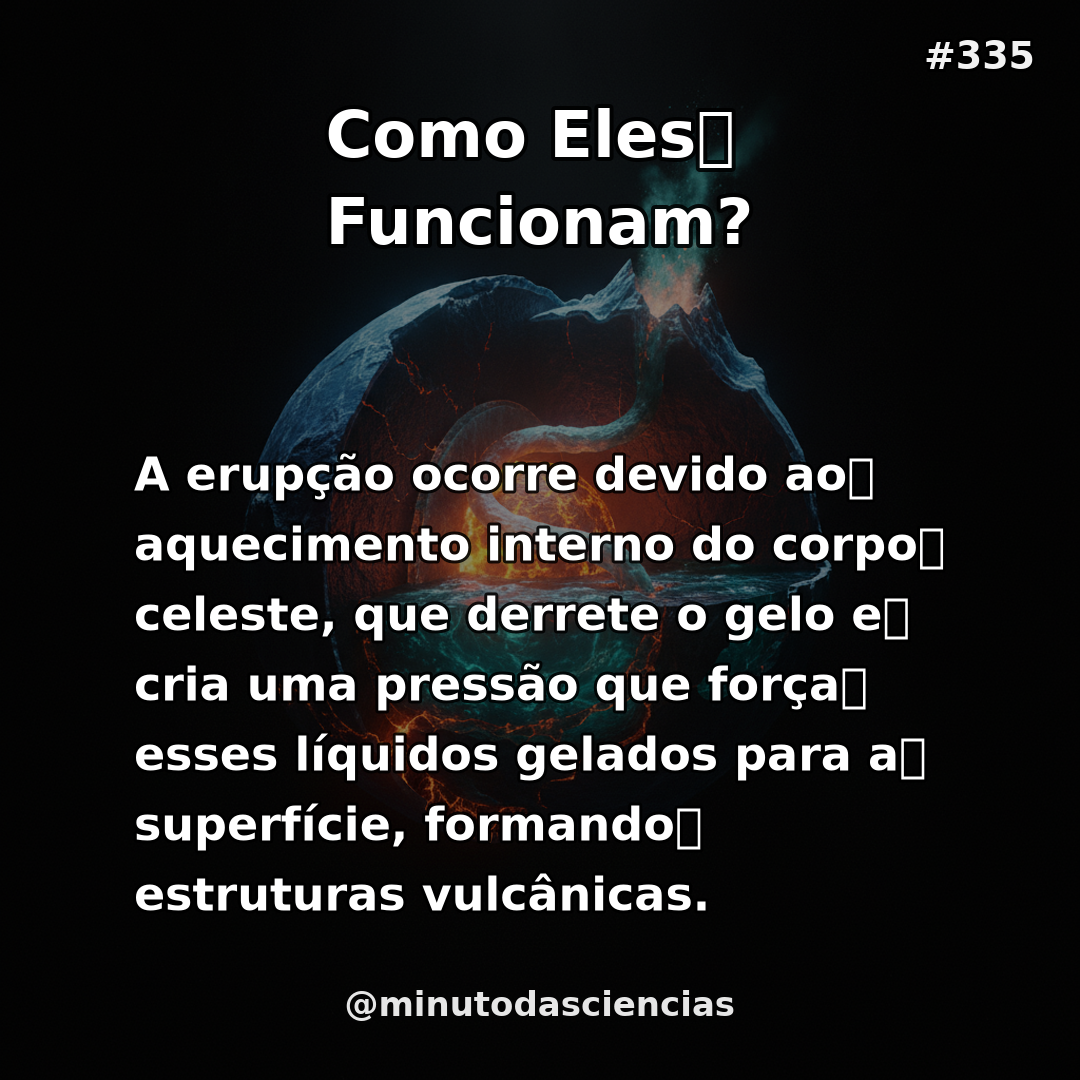 #335
Como Eles▯
Funcionam?
A erupção ocorre devido ao▯
aquecimento interno do corpo▯
celeste, que derrete o gelo e▯
cria uma pressão que força▯
esses líquidos gelados para a▯
superfície, formando▯
estruturas vulcânicas.
@minutodasciencias